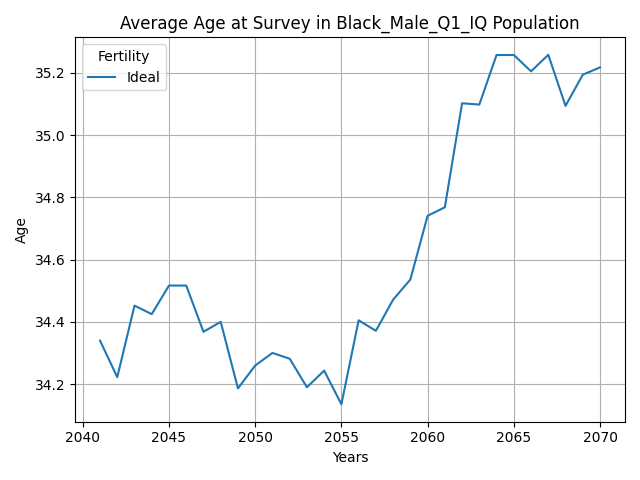 Average Age at Survey in Black_Male_Q1_IQ Population
Fertility
Ideal
Age
35.2
35.0
34.8
34.6
34.4
34.2
2040 2045 2050 2055 2060 2065 2070
Years